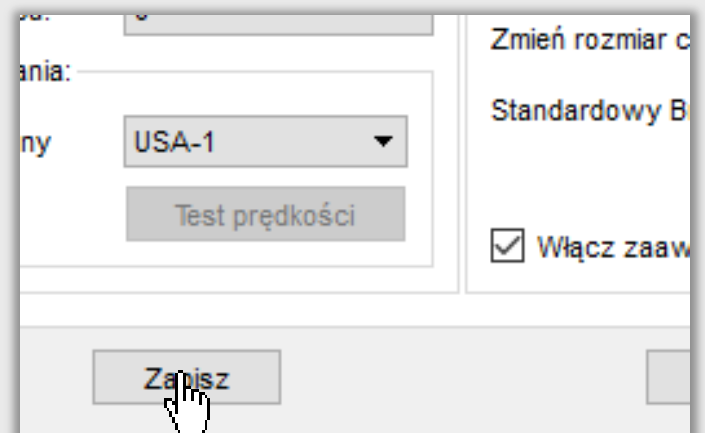 Zmień rozmiar
ania:
Standardowy
ny
USA-1
Test prędkości
Włącz zaaw
Zapisz